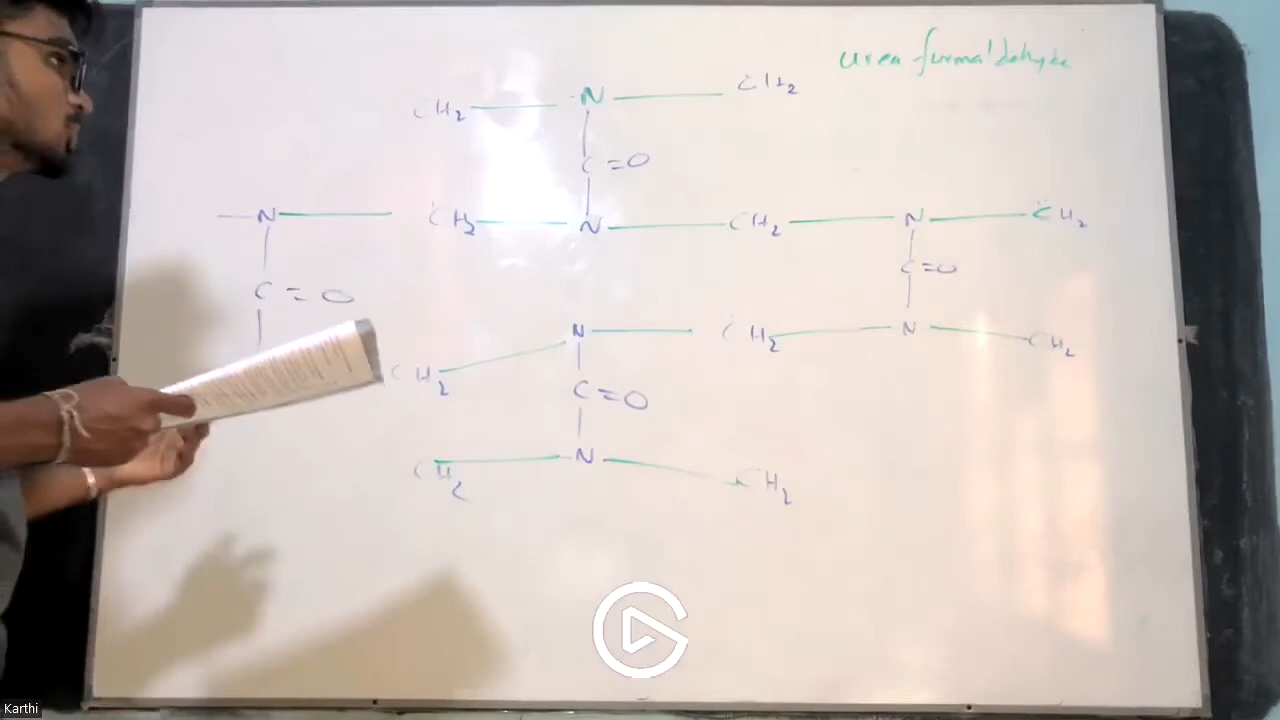 urea formaldehyde
CH2 N CH2
C=O
N CH2 N CH2 N CH2
C = O
C=O
N CH2 N CH2
CH2
C=O
CH2 N CH2
Karthi